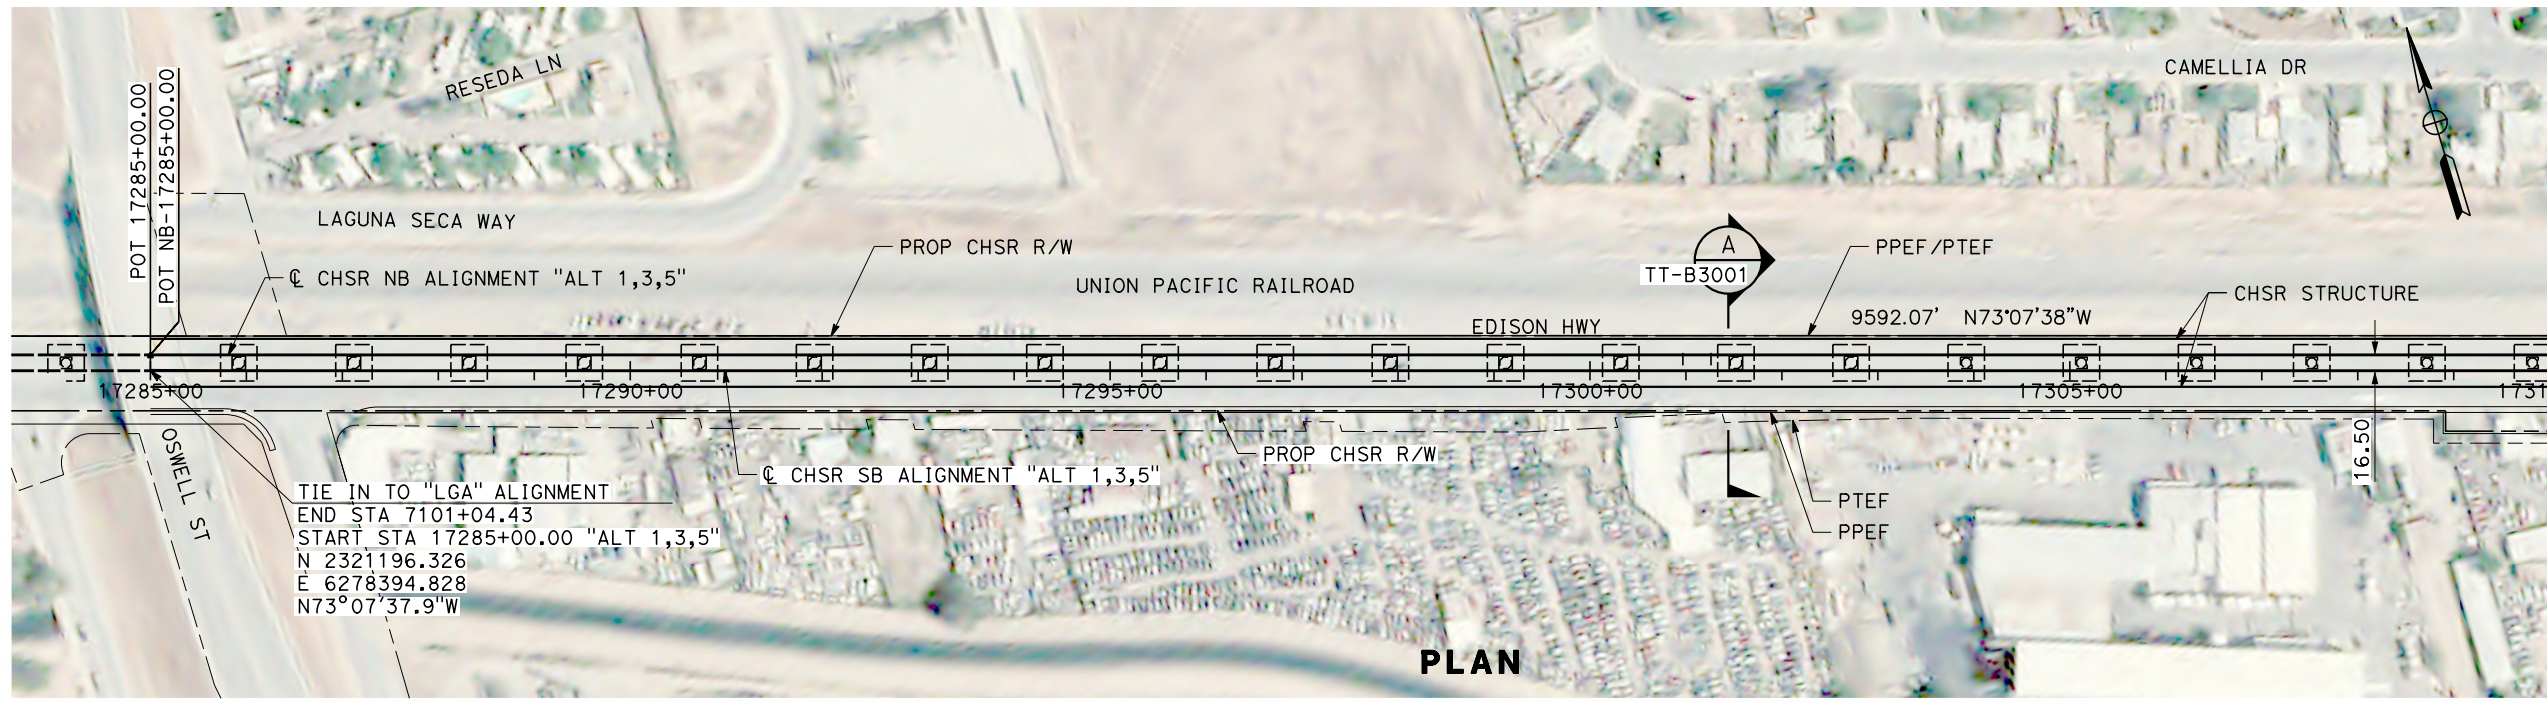 RESEDA LN
CAMELLIA DR
POT 17285+00.00
POT NB-17285+00.00
LAGUNA SECA WAY
PROP CHSR R/W
A
TT-B3001
PPEF/PTEF
℄ CHSR NB ALIGNMENT "ALT 1,3,5"
UNION PACIFIC RAILROAD
CHSR STRUCTURE
EDISON HWY
9592.07' N73°07'38"W
17285+00
17290+00
17295+00
17300+00
17305+00
1731
OSWELL ST
PROP CHSR R/W
16.50
℄ CHSR SB ALIGNMENT "ALT 1,3,5"
TIE IN TO "LGA" ALIGNMENT
END STA 7101+04.43
START STA 17285+00.00 "ALT 1,3,5"
N 2321196.326
E 6278394.828
N73°07'37.9"W
PTEF
PPEF
PLAN